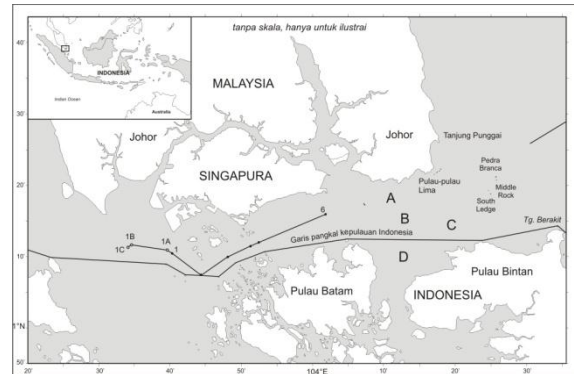 tanpa skala, hanya untuk ilustrai
40'
INDONESIA
Indian Ocean
Australia
MALAYSIA
30'
Johor
Johor
Tanjung Punggai
Pedra
Branca
SINGAPURA
Pulau-pulau
Lima
Middle
Rock
South
Ledge
20'
A
6
B
C
Tg. Berakit
1B
1C
1A
1
Garis pangkal kepulauan Indonesia
D
10'
Pulau Batam
INDONESIA
Pulau Bintan
1°N
50'
20'
30'
40'
50'
104°E
10'
20'
30'